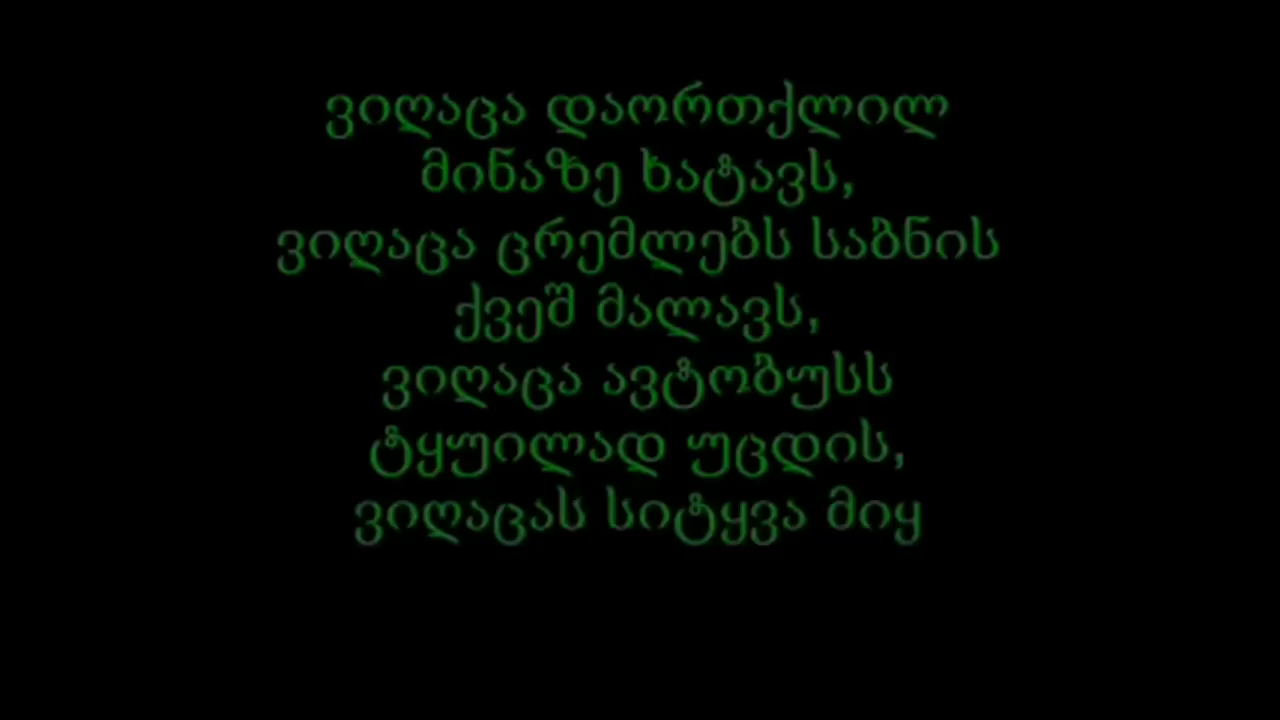 ვიღაცა დაორთქლილ
მინაზე ხატავს,
ვიღაცა ცრემლებს საბნის
ქვეშ მალავს,
ვიღაცა ავტობუსს
ტყუილად უცდის,
ვიღაცას სიტყვა მიყ